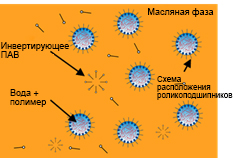 Масляная фаза
Инвертирующее
ПАВ
Схема
расположения
роликоподшипников
Вода +
полимер